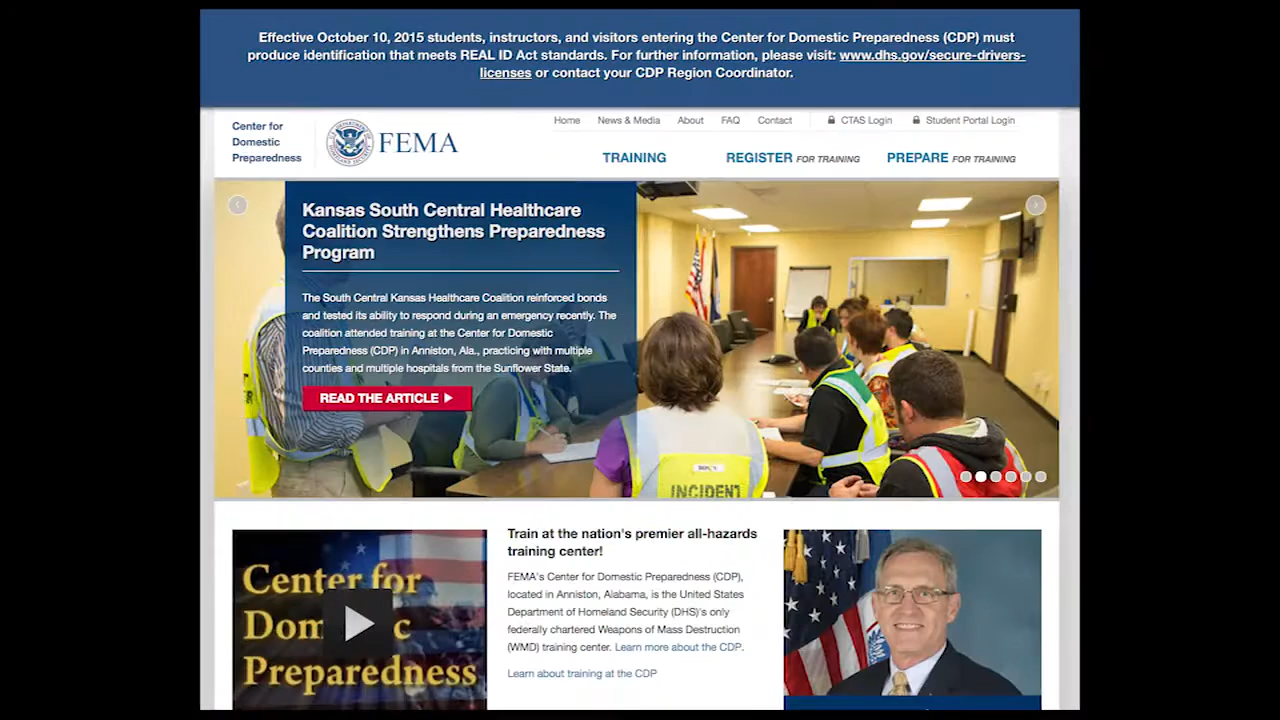 Effective October 10, 2015 students, instructors, and visitors entering the Center for Domestic Preparedness (CDP) must
produce identification that meets REAL ID Act standards. For further information, please visit: www.dhs.gov/secure-drivers-
licenses or contact your CDP Region Coordinator.
Center for
Domestic
Preparedness
FEMA
Home News & Media About FAQ Contact CTAS Login Student Portal Login
TRAINING REGISTER FOR TRAINING PREPARE FOR TRAINING
Kansas South Central Healthcare
Coalition Strengthens Preparedness
Program
The South Central Kansas Healthcare Coalition reinforced bonds
and tested its ability to respond during an emergency recently. The
coalition attended training at the Center for Domestic
Preparedness (CDP) in Anniston, Ala., practicing with multiple
counties and multiple hospitals from the Sunflower State.
READ THE ARTICLE
INCIDENT
Center for
Dom c
Preparedness
Train at the nation's premier all-hazards
training center!
FEMA's Center for Domestic Preparedness (CDP),
located in Anniston, Alabama, is the United States
Department of Homeland Security (DHS)'s only
federally chartered Weapons of Mass Destruction
(WMD) training center. Learn more about the CDP.
Learn about training at the CDP